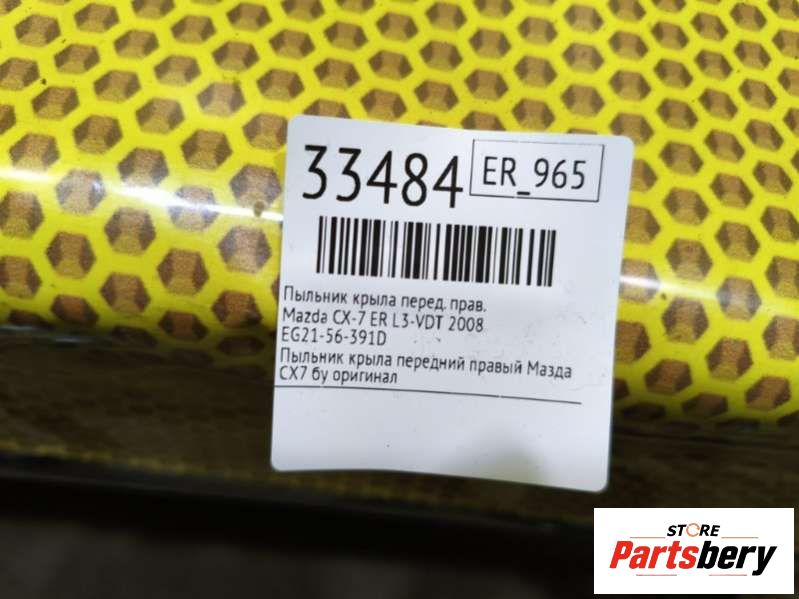 33484 ER_965
Пыльник крыла перед. прав.
Mazda CX-7 ER L3-VDT 2008
EG21-56-391D
Пыльник крыла передний правый Мазда
СХ7 бу оригинал
STORE
Partsbery